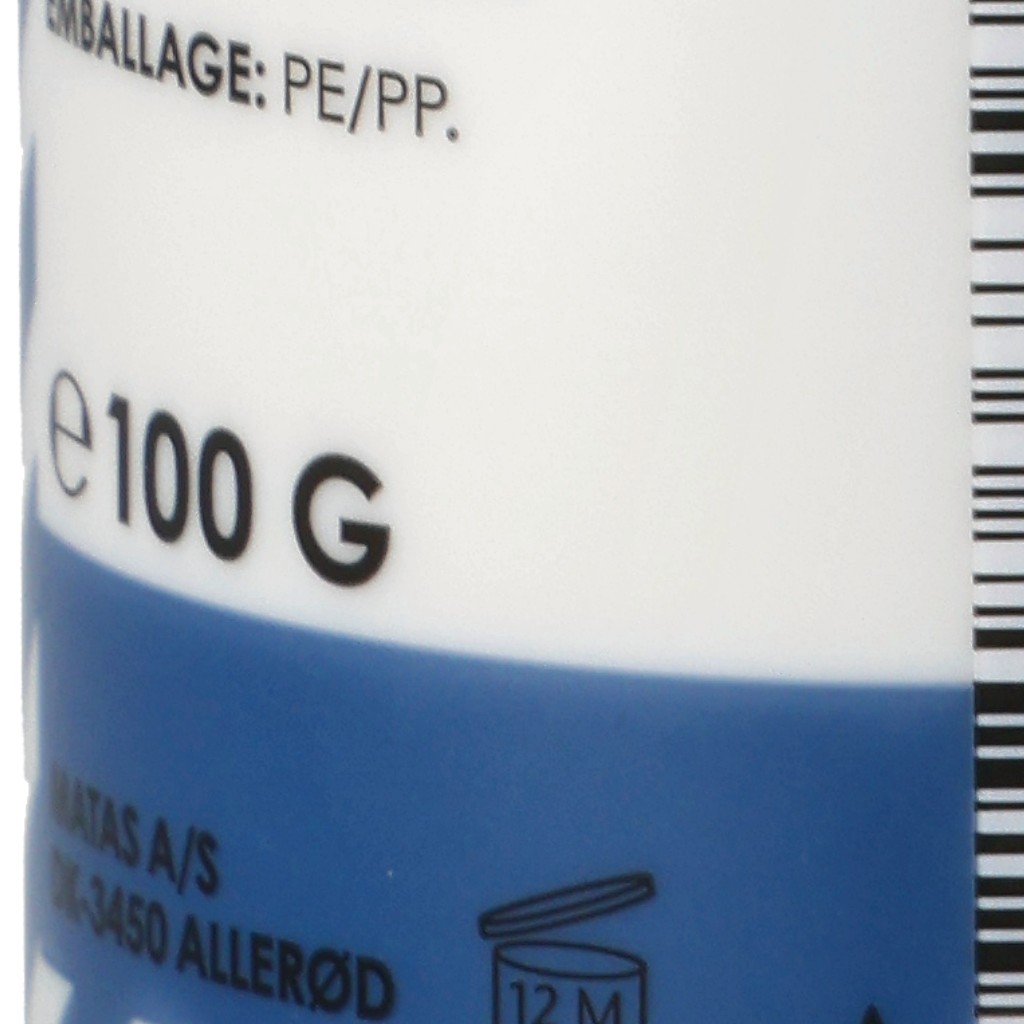 EMBALLAGE: PE/PP.
℮ 100 G
MATAS A/S
DK-3450 ALLERØD
12 M